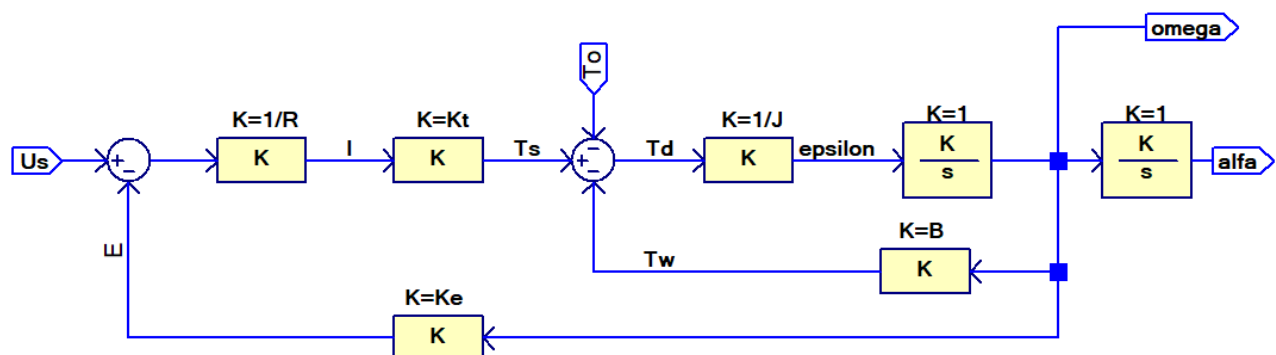 omega
To
K=1/R
K=Kt
K=1/J
K=1
K=1
Us
+
−
K
I
K
Ts
+
−
−
Td
K
epsilon
K
s
K
s
alfa
E
Tw
K=B
K
K=Ke
K